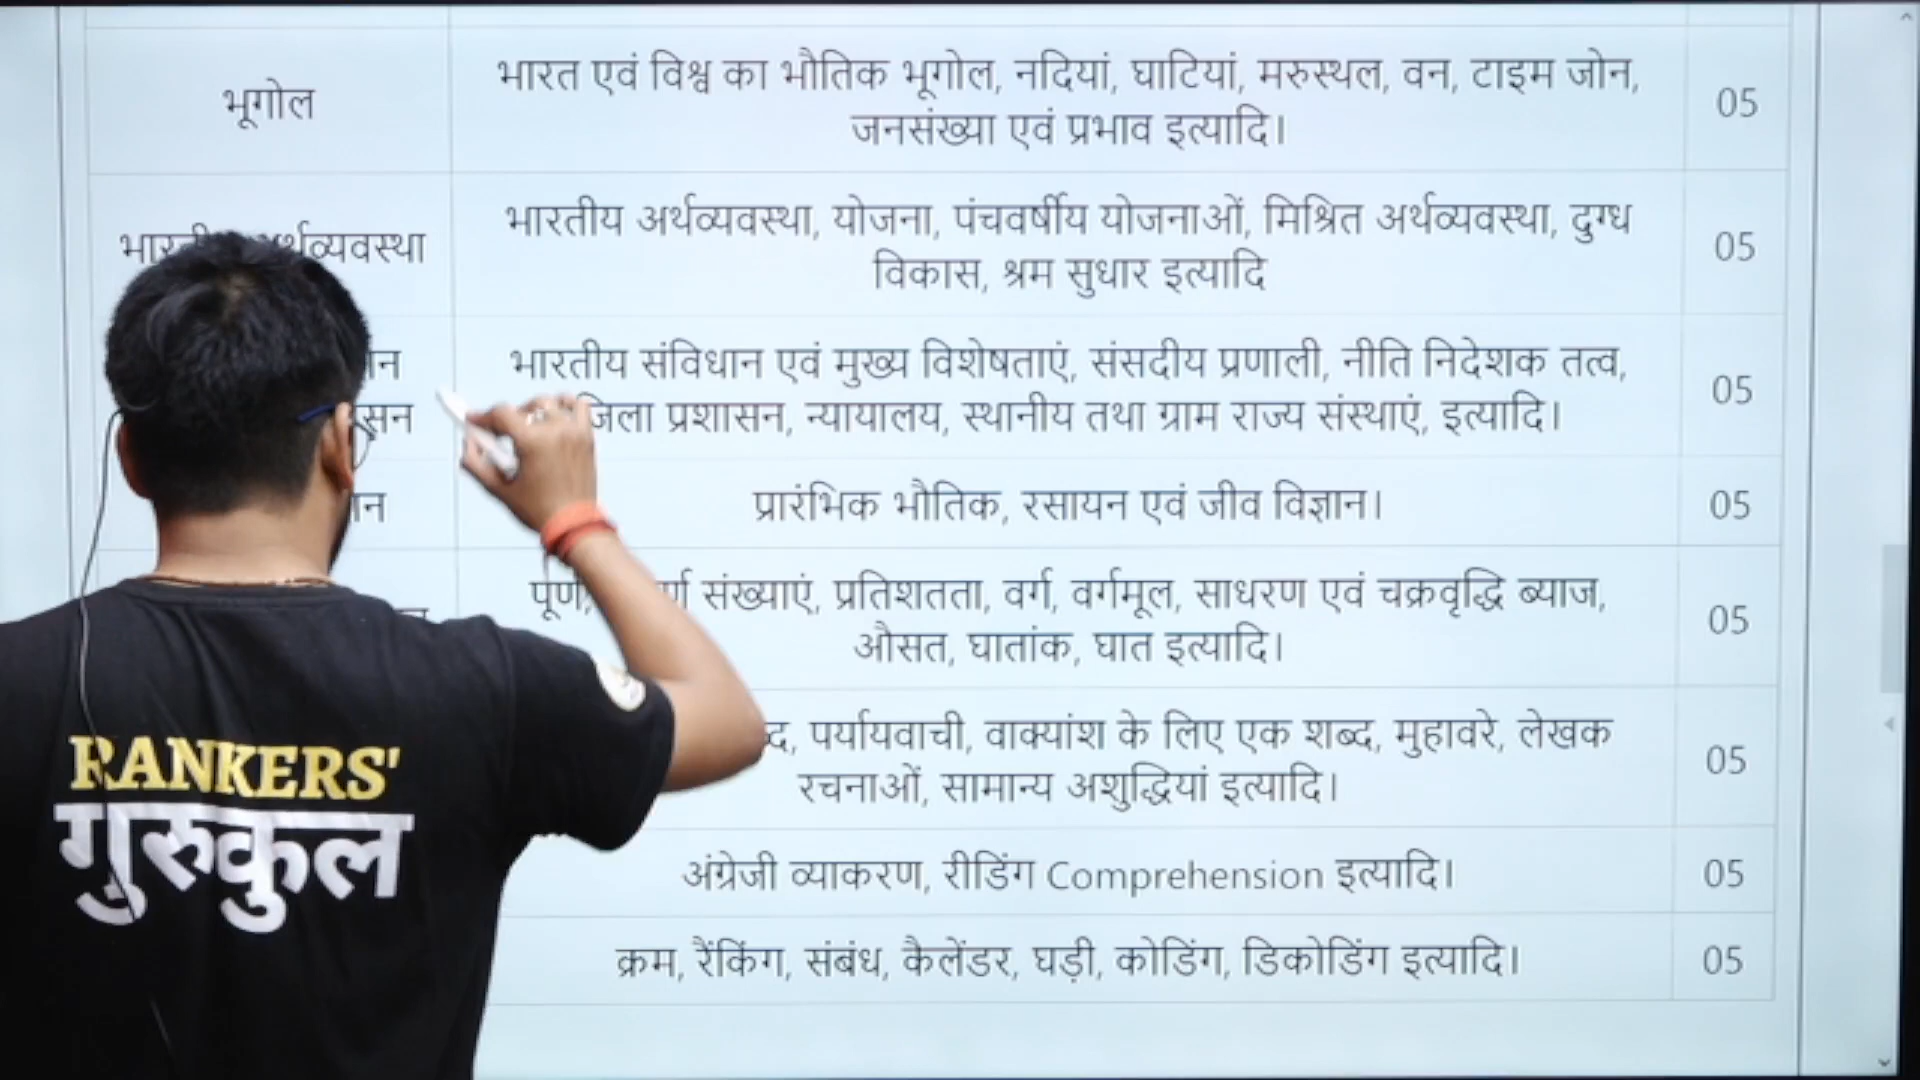 भूगोल
भारत एवं विश्व का भौतिक भूगोल, नदियां, घाटियां, मरुस्थल, वन, टाइम जोन,
जनसंख्या एवं प्रभाव इत्यादि।
05
भारतीय अर्थव्यवस्था
भारतीय अर्थव्यवस्था, योजना, पंचवर्षीय योजनाओं, मिश्रित अर्थव्यवस्था, दुग्ध
विकास, श्रम सुधार इत्यादि
05
भारतीय संविधान एवं मुख्य विशेषताएं, संसदीय प्रणाली, नीति निदेशक तत्व,
जिला प्रशासन, न्यायालय, स्थानीय तथा ग्राम राज्य संस्थाएं, इत्यादि।
05
प्रारंभिक भौतिक, रसायन एवं जीव विज्ञान।
05
पूर्ण, संख्याएं, प्रतिशतता, वर्ग, वर्गमूल, साधरण एवं चक्रवृद्धि ब्याज,
औसत, घातांक, घात इत्यादि।
05
पर्यायवाची, वाक्यांश के लिए एक शब्द, मुहावरे, लेखक
रचनाओं, सामान्य अशुद्धियां इत्यादि।
05
अंग्रेजी व्याकरण, रीडिंग Comprehension इत्यादि।
05
क्रम, रैंकिंग, संबंध, कैलेंडर, घड़ी, कोडिंग, डिकोडिंग इत्यादि।
05
RANKERS'
गुरुकुल